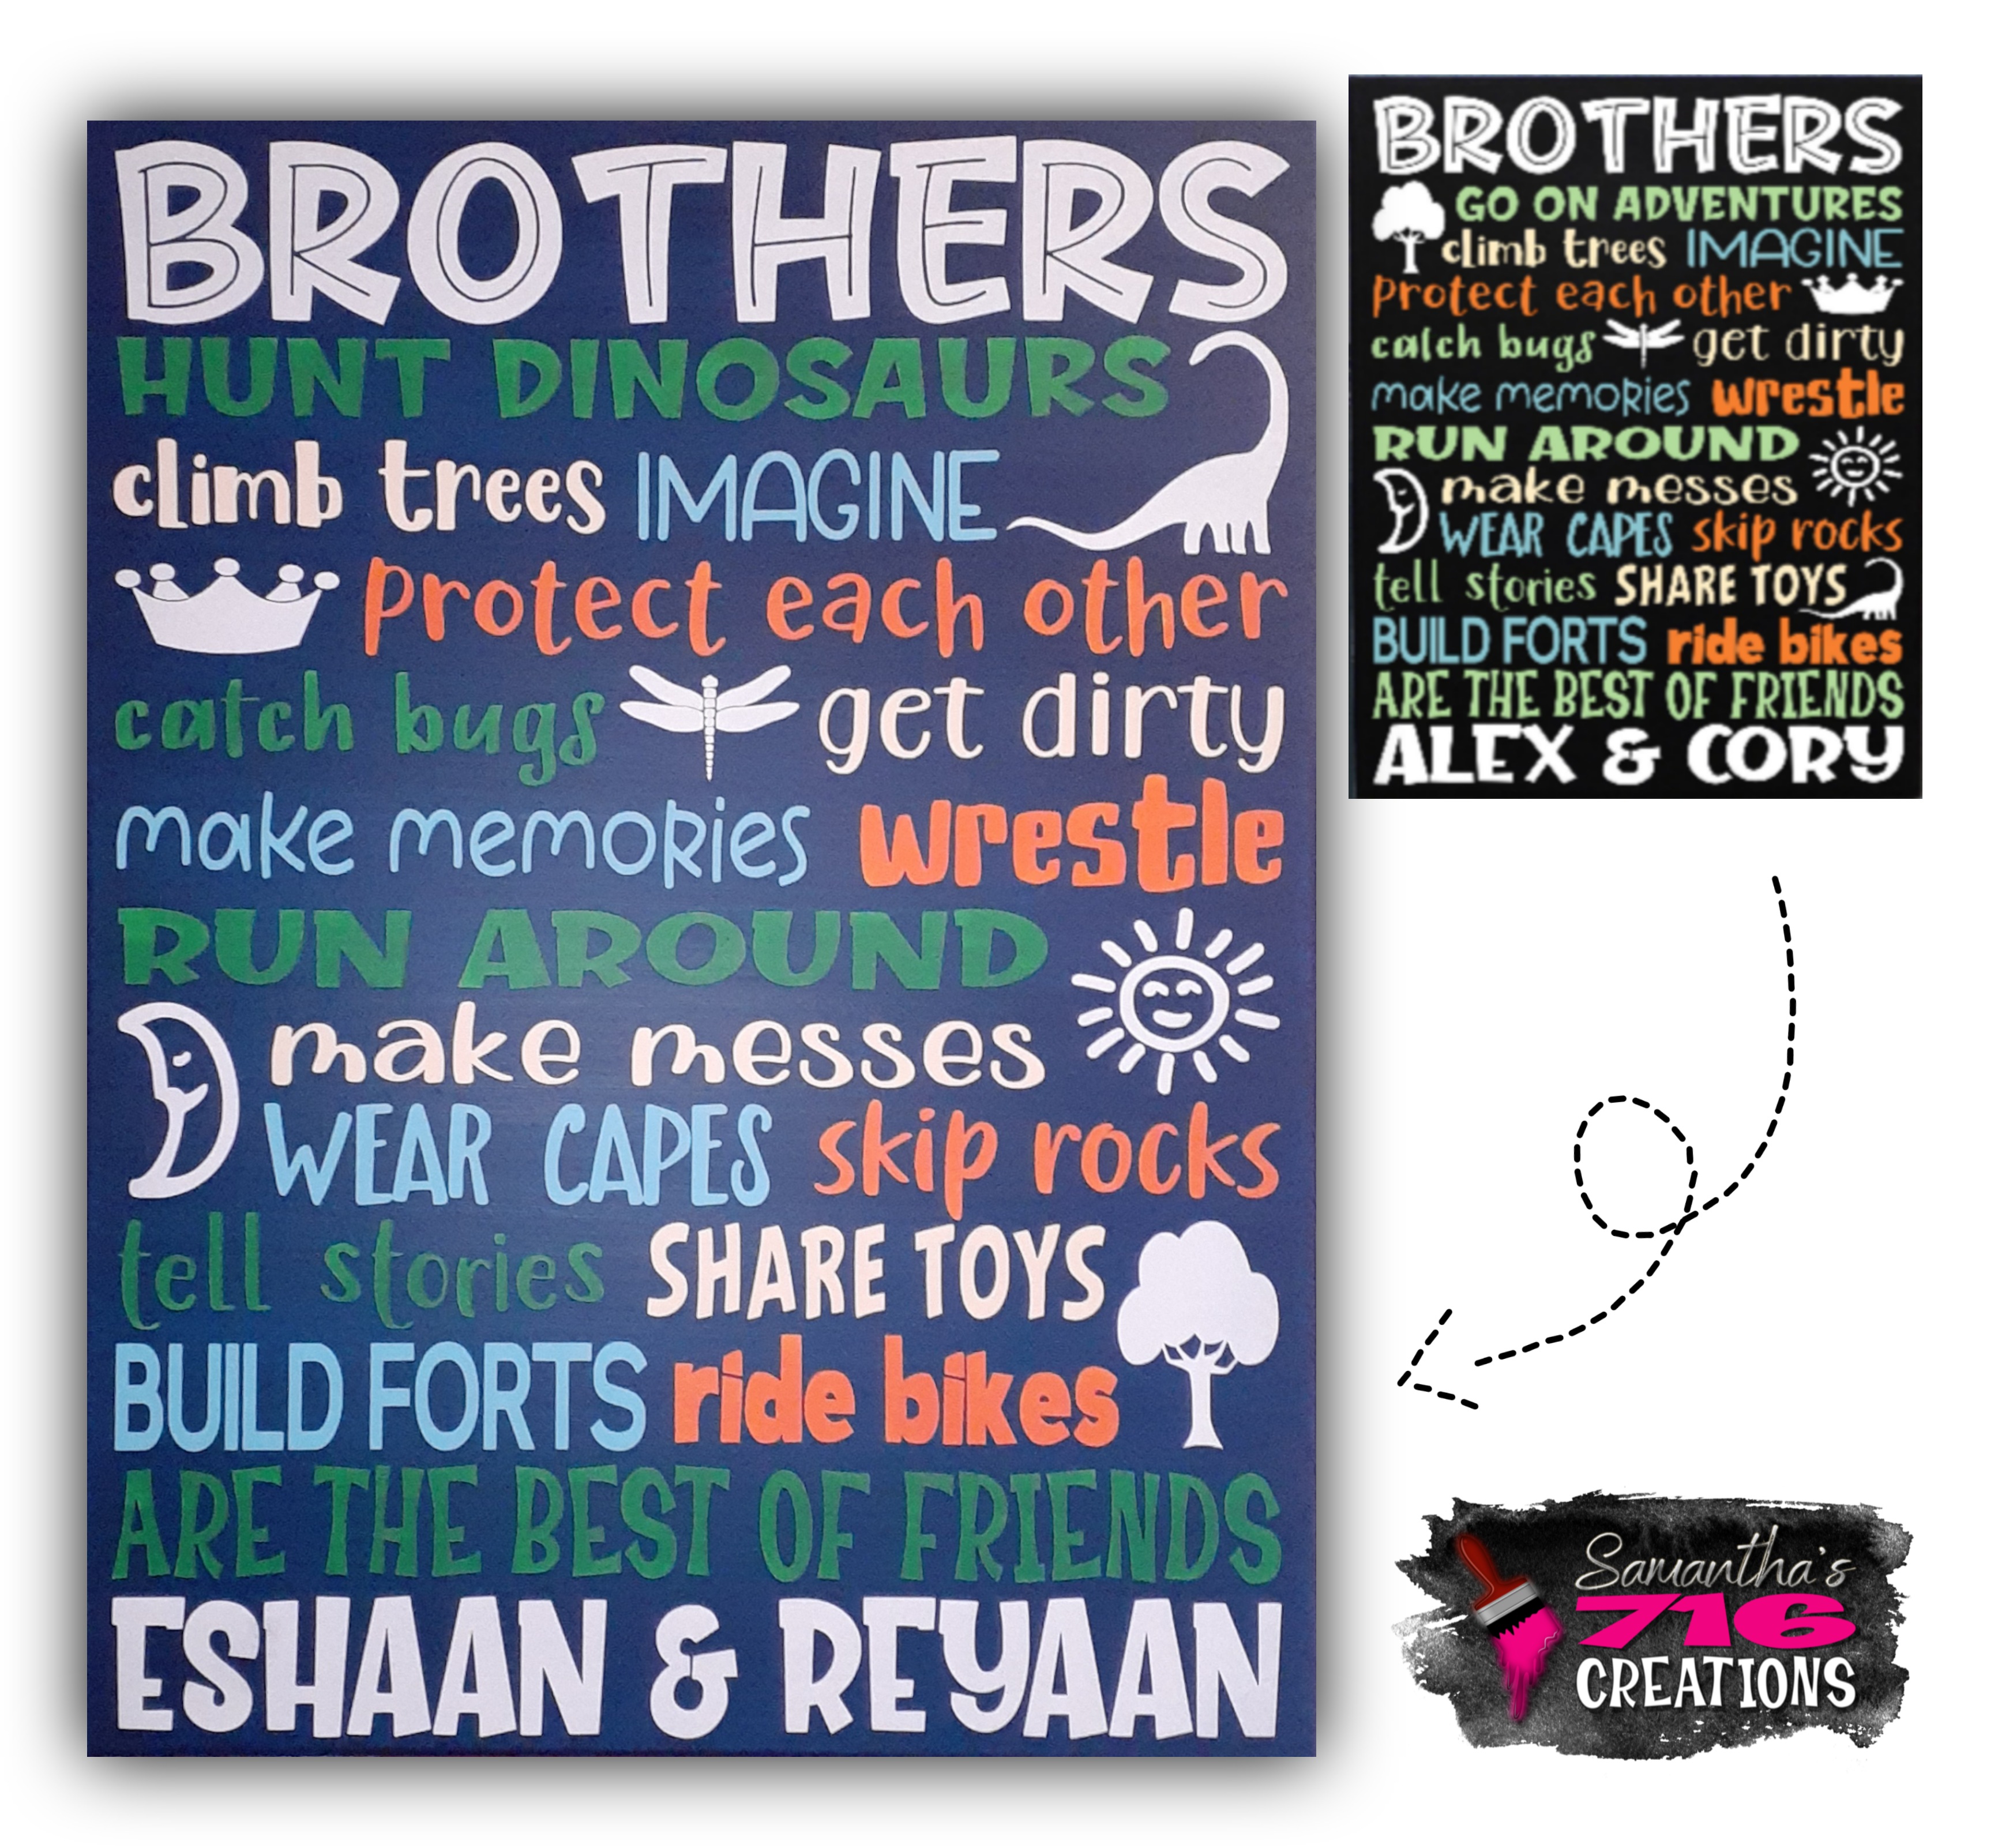 BROTHERS
HUNT DINOSAURS
climb trees IMAGINE
Protect each other
catch bugs get dirty
make memories wrestle
RUN AROUND
make messes
WEAR CAPES skip rocks
tell stories SHARE TOYS
BUILD FORTS ride bikes
ARE THE BEST OF FRIENDS
ESHAAN & REYAAN
BROTHERS
GO ON ADVENTURES
climb trees IMAGINE
Protect each other
catch bugs get dirty
make memories wrestle
RUN AROUND
make messes
WEAR CAPES skip rocks
tell stories SHARE TOYS
BUILD FORTS ride bikes
ARE THE BEST OF FRIENDS
ALEX & CORY
Samantha's
716
CREATIONS